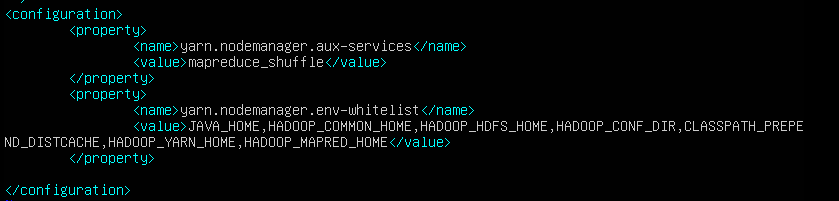 <configuration>
<property>
<name>yarn.nodemanager.aux-services</name>
<value>mapreduce_shuffle</value>
</property>
<property>
<name>yarn.nodemanager.env-whitelist</name>
<value>JAVA_HOME,HADOOP_COMMON_HOME,HADOOP_HDFS_HOME,HADOOP_CONF_DIR,CLASSPATH_PREPE
ND_DISTCACHE,HADOOP_YARN_HOME,HADOOP_MAPRED_HOME</value>
</property>
</configuration>